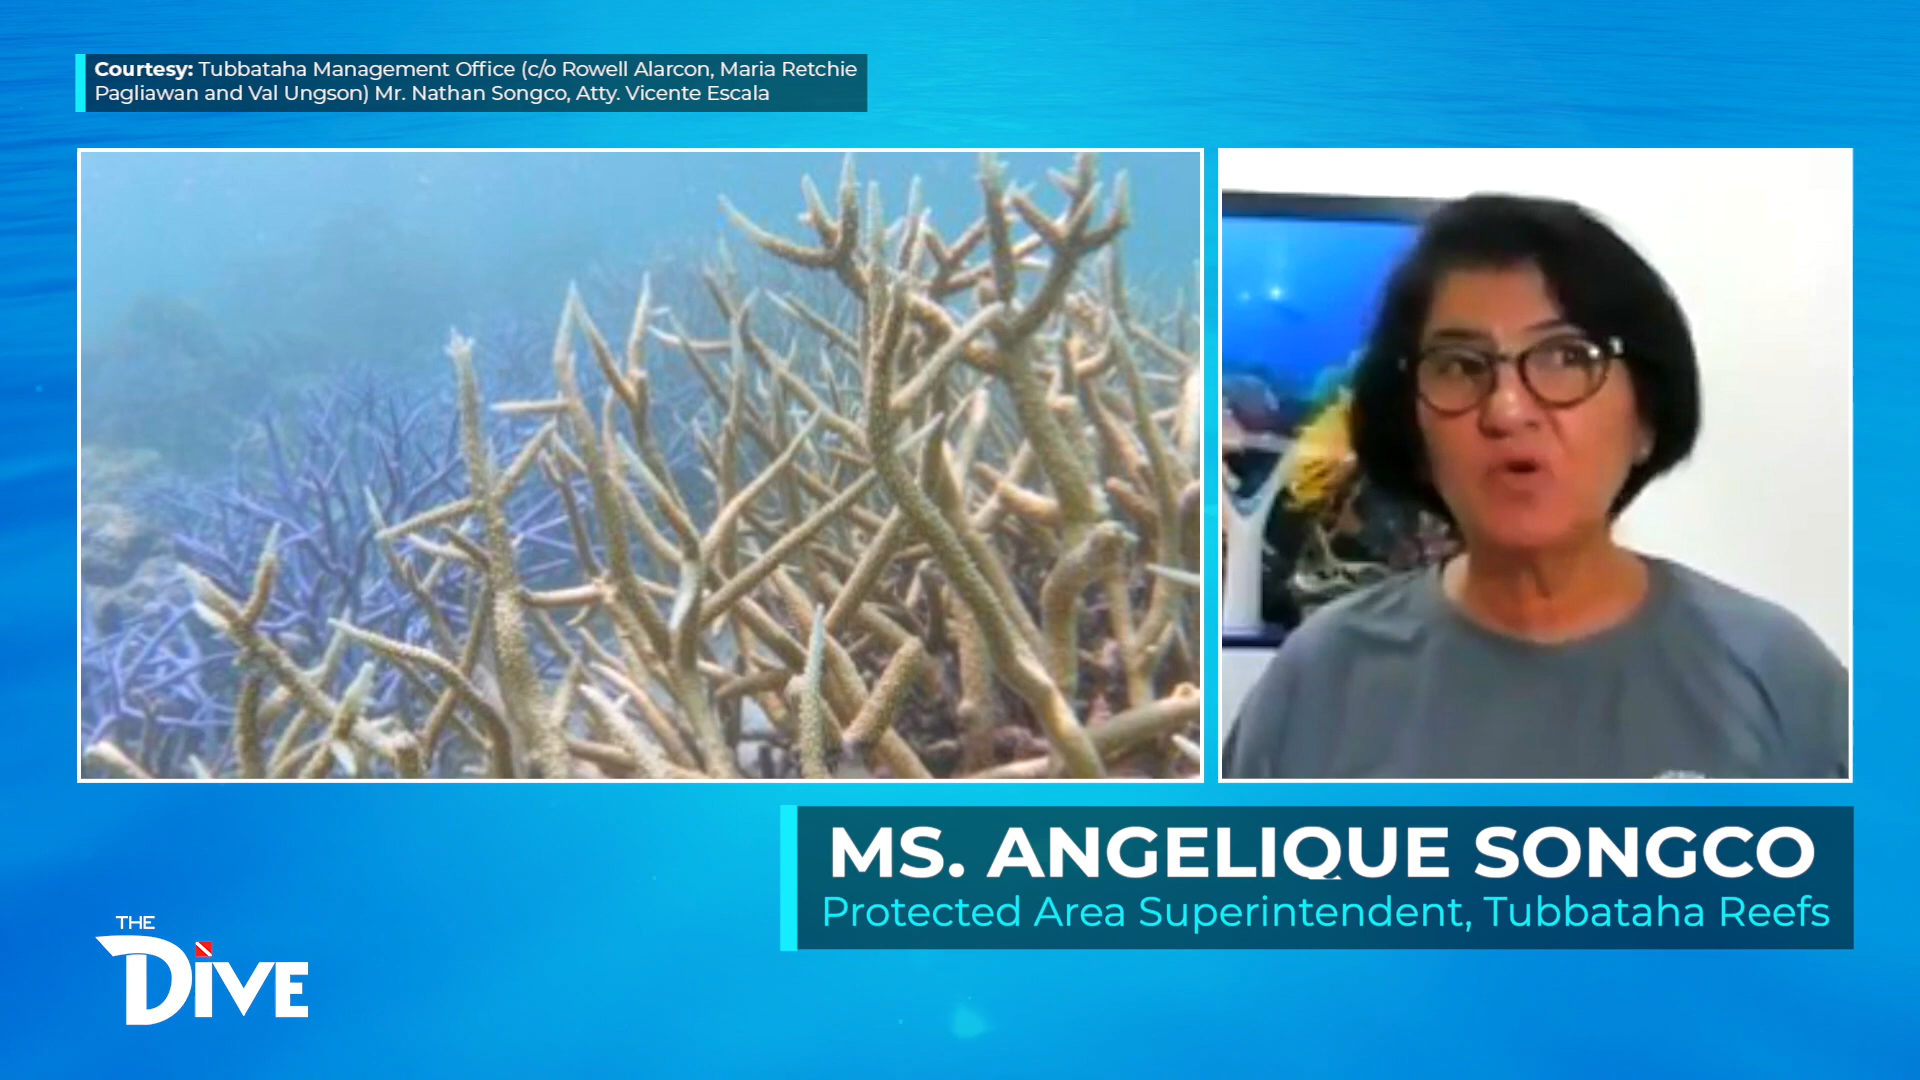 Courtesy: Tubbataha Management Office (c/o Rowell Alarcon, Maria Retchie
Pagliawan and Val Ungson) Mr. Nathan Songco, Atty. Vicente Escala
MS. ANGELIQUE SONGCO
Protected Area Superintendent, Tubbataha Reefs
THE
DiVE